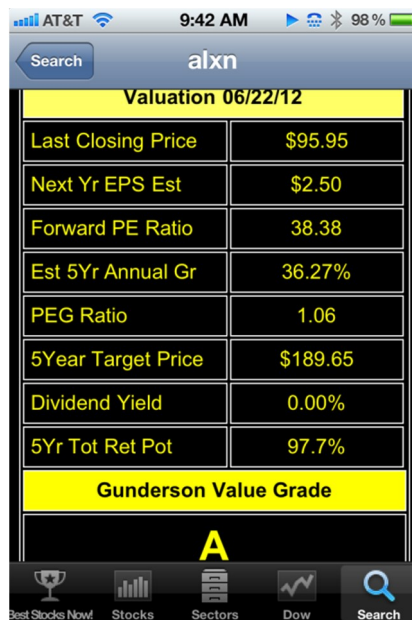 AT&T 9:42 AM 98%
Search alxn
Valuation 06/22/12
Last Closing Price $95.95
Next Yr EPS Est $2.50
Forward PE Ratio 38.38
Est 5Yr Annual Gr 36.27%
PEG Ratio 1.06
5Year Target Price $189.65
Dividend Yield 0.00%
5Yr Tot Ret Pot 97.7%
Gunderson Value Grade
A
Best Stocks Now! Stocks Sectors Dow Search